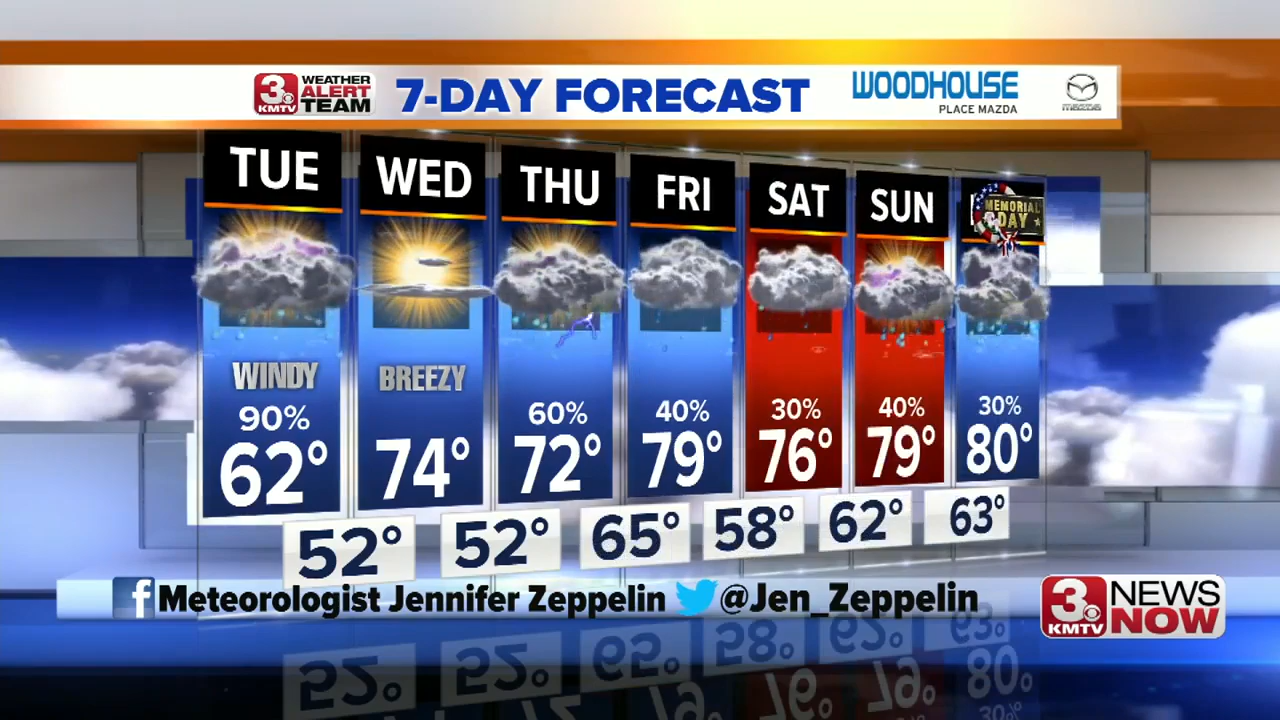 3 KMTV WEATHER ALERT TEAM 7-DAY FORECAST WOODHOUSE PLACE MAZDA
TUE WED THU FRI SAT SUN MEMORIAL DAY
WINDY BREEZY
90% 60% 40% 30% 40% 30%
62° 74° 72° 79° 76° 79° 80°
52° 52° 65° 58° 62° 63°
f Meteorologist Jennifer Zeppelin @Jen_Zeppelin
3 KMTV NEWS NOW